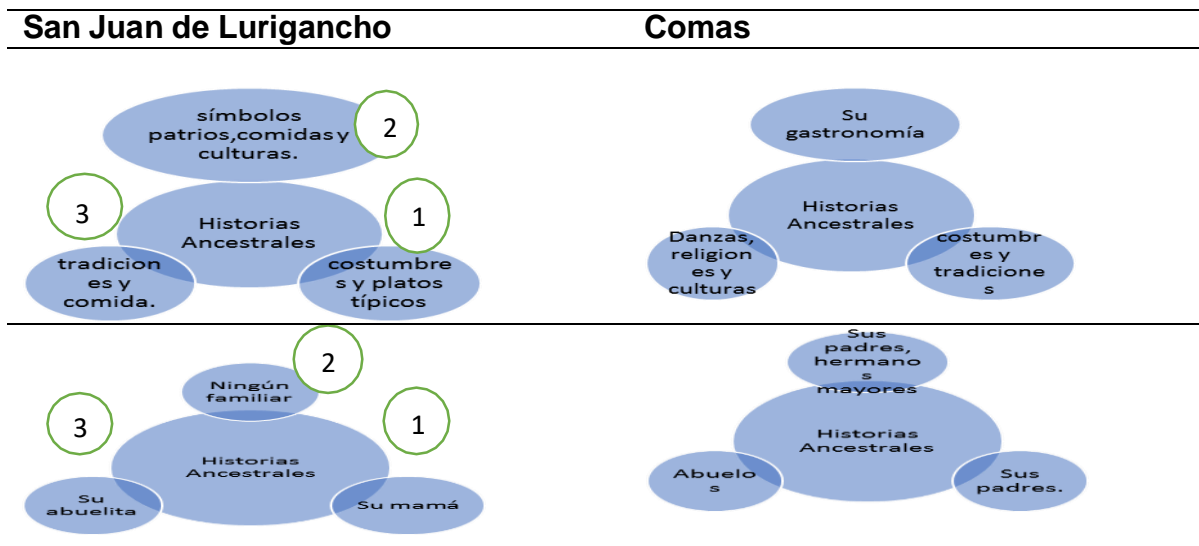 San Juan de Lurigancho
Comas
símbolos
patrios,comidas y
culturas.
2
3
1
Historias
Ancestrales
tradicion
es y
comida.
costumbre
s y platos
típicos
Su
gastronomía
Historias
Ancestrales
Danzas,
religion
es y
culturas
costumbr
es y
tradicione
s
2
Ningún
familiar
3
1
Historias
Ancestrales
Su
abuelita
Su mamá
Sus
padres,
hermano
s
mayores
Historias
Ancestrales
Abuelo
s
Sus
padres.